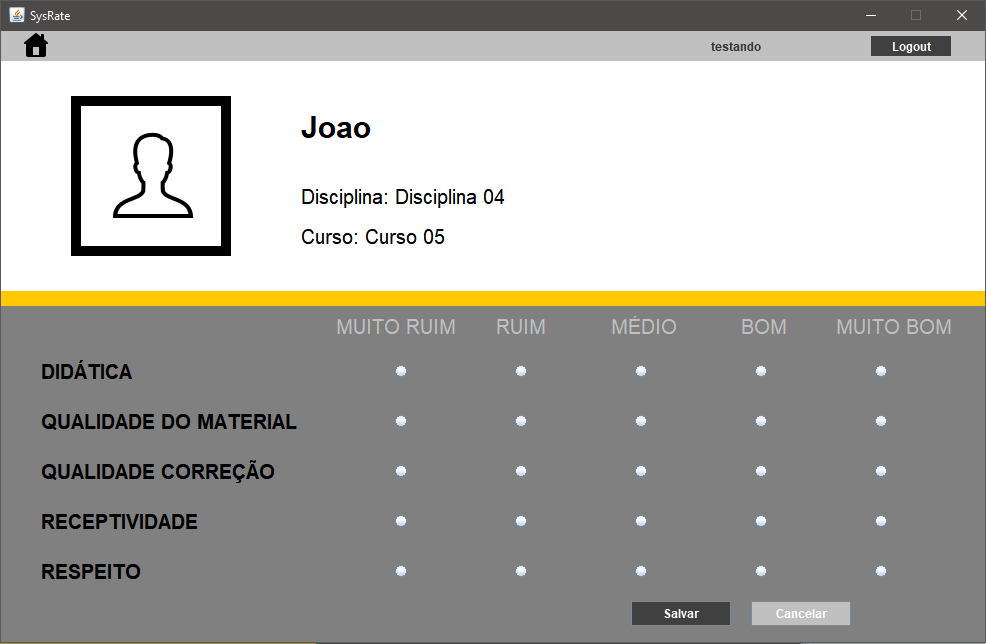 SysRate
testando Logout
Joao
Disciplina: Disciplina 04
Curso: Curso 05
MUITO RUIM RUIM MÉDIO BOM MUITO BOM
DIDÁTICA
QUALIDADE DO MATERIAL
QUALIDADE CORREÇÃO
RECEPTIVIDADE
RESPEITO
Salvar Cancelar